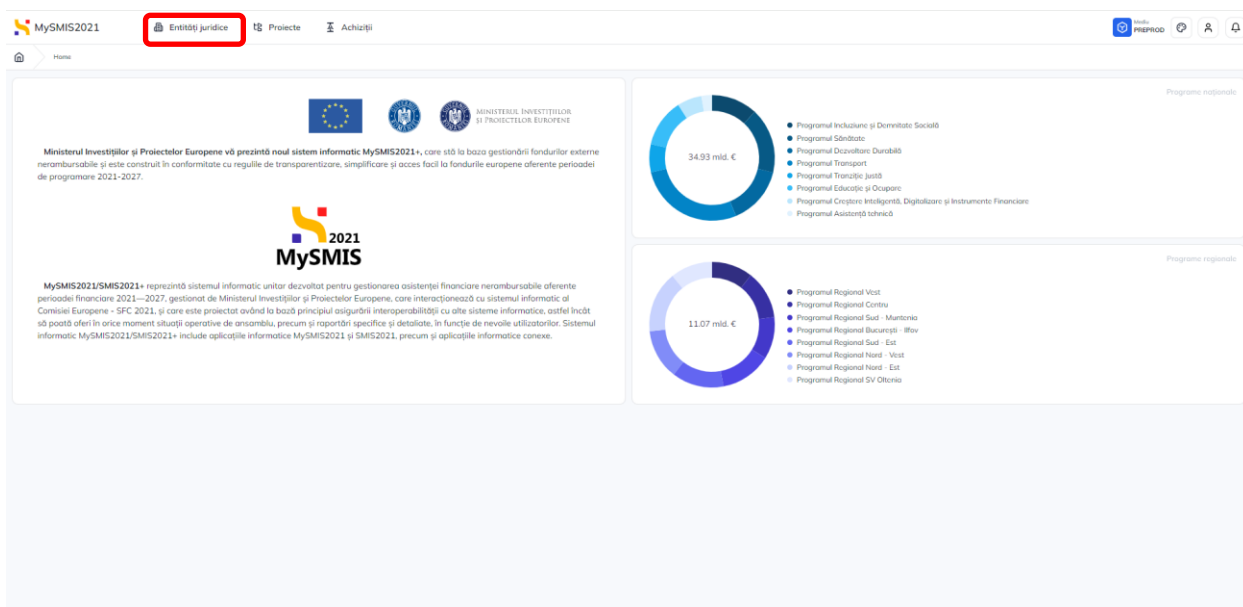 MySMIS2021
Entități juridice
Proiecte
Achiziții
Mediu
PREPROD
Home
MINISTERUL INVESTIȚIILOR
ȘI PROIECTELOR EUROPENE
Ministerul Investițiilor și Proiectelor Europene vă prezintă noul sistem informatic MySMIS2021+, care stă la baza gestionării fondurilor externe
nerambursabile și este construit în conformitate cu regulile de transparentizare, simplificare și acces facil la fondurile europene aferente perioadei
de programare 2021-2027.
2021
MySMIS
MySMIS2021/SMIS2021+ reprezintă sistemul informatic unitar dezvoltat pentru gestionarea asistenței financiare nerambursabile aferente
perioadei financiare 2021—2027, gestionat de Ministerul Investițiilor și Proiectelor Europene, care interacționează cu sistemul informatic al
Comisiei Europene - SFC 2021, și care este proiectat având la bază principiul asigurării interoperabilității cu alte sisteme informatice, astfel încât
să poată oferi în orice moment situații operative de ansamblu, precum și raportări specifice și detaliate, în funcție de nevoile utilizatorilor. Sistemul
informatic MySMIS2021/SMIS2021+ include aplicațiile informatice MySMIS2021 și SMIS2021, precum și aplicațiile informatice conexe.
Programe naționale
34.93 mld. €
Programul Incluziune și Demnitate Socială
Programul Sănătate
Programul Dezvoltare Durabilă
Programul Transport
Programul Tranziție justă
Programul Educație și Ocupare
Programul Creștere Inteligentă, Digitalizare și Instrumente Financiare
Programul Asistență tehnică
Programe regionale
11.07 mld. €
Programul Regional Vest
Programul Regional Centru
Programul Regional Sud - Muntenia
Programul Regional București - Ilfov
Programul Regional Sud - Est
Programul Regional Nord - Vest
Programul Regional Nord - Est
Programul Regional SV Oltenia